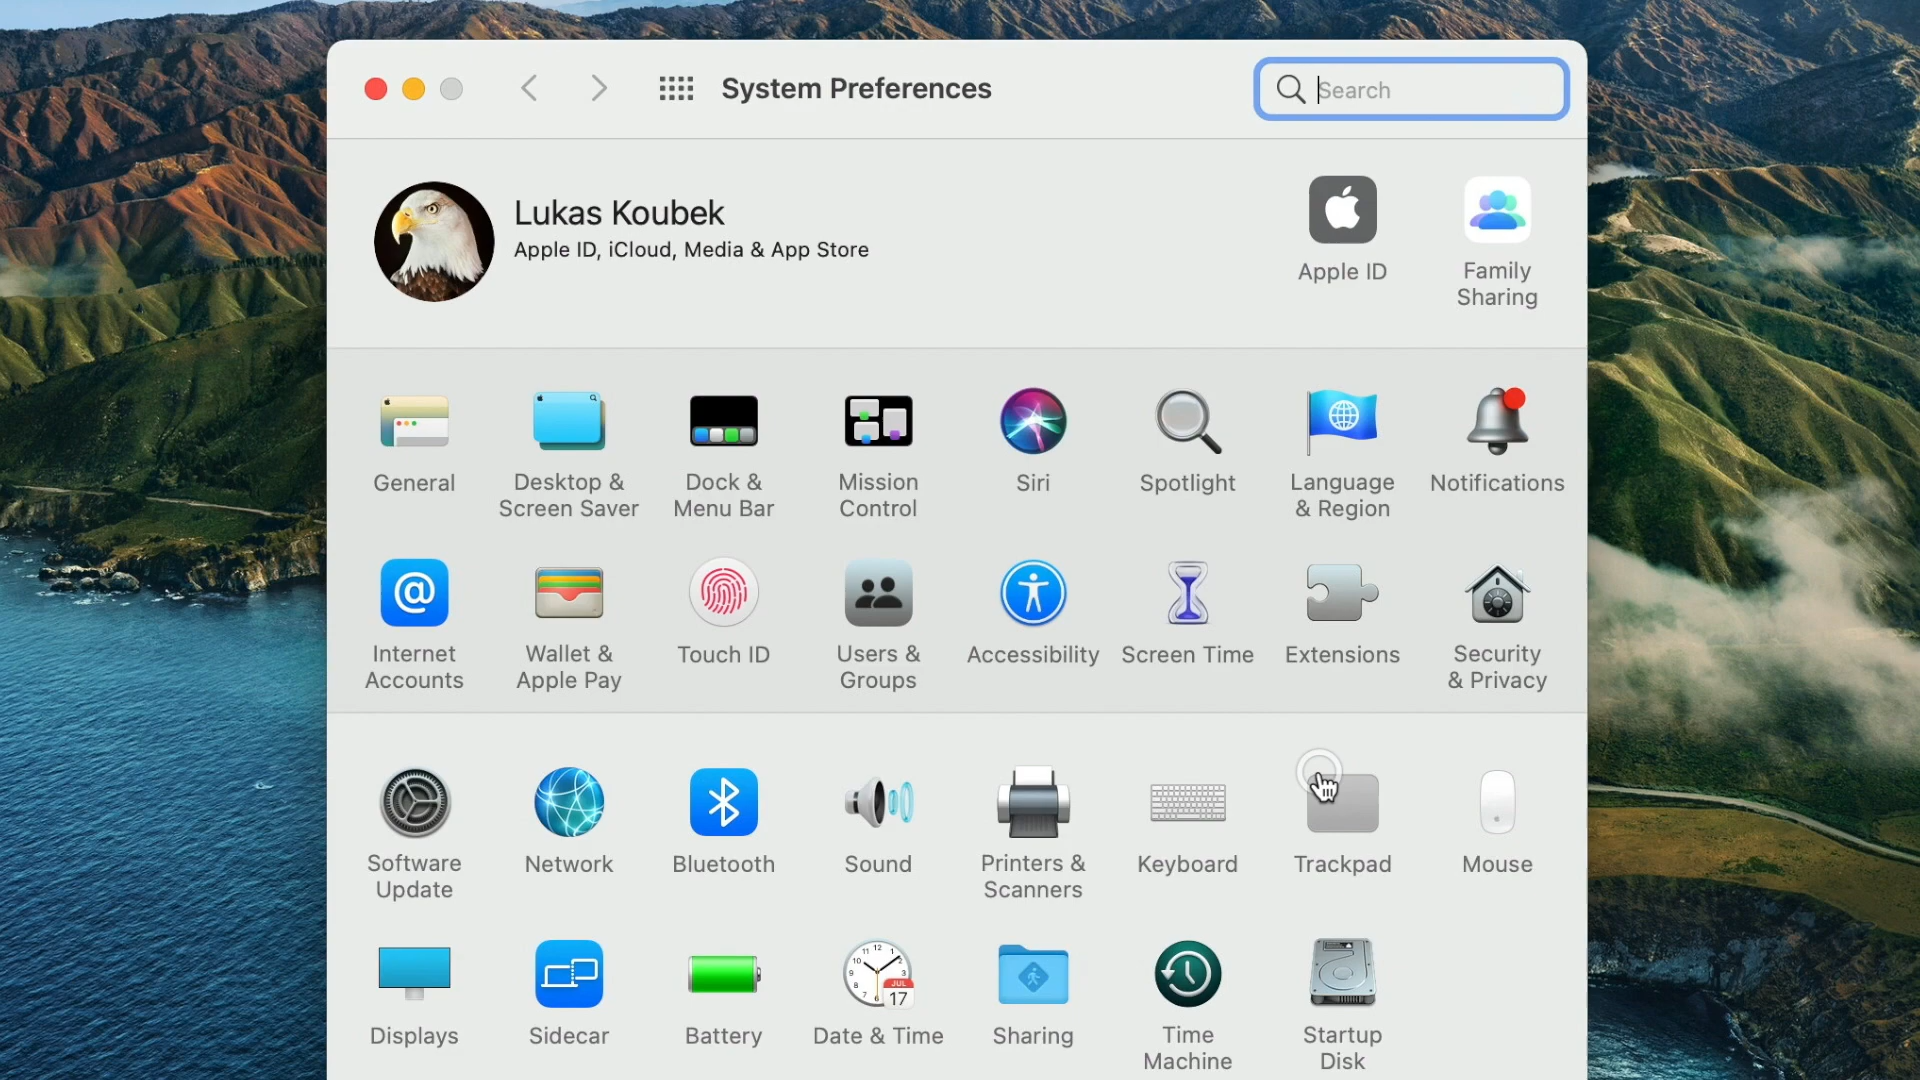 System Preferences
Search
Lukas Koubek
Apple ID, iCloud, Media & App Store
Apple ID
Family
Sharing
General
Desktop &
Screen Saver
Dock &
Menu Bar
Mission
Control
Siri
Spotlight
Language
& Region
Notifications
@
Internet
Accounts
Wallet &
Apple Pay
Touch ID
Users &
Groups
Accessibility
Screen Time
Extensions
Security
& Privacy
Software
Update
Network
Bluetooth
Sound
Printers &
Scanners
Keyboard
Trackpad
Mouse
Displays
Sidecar
Battery
JUL
17
Date & Time
Sharing
Time
Machine
Startup
Disk